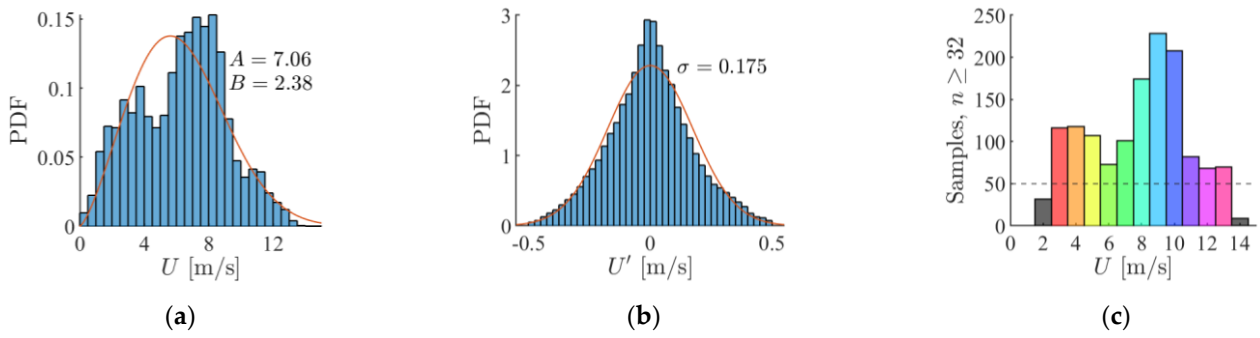 0.15
0.1
0.05
0
PDF
A = 7.06
B = 2.38
0 4 8 12
U [m/s]
(a)
3
2
1
0
PDF
σ = 0.175
-0.5 0 0.5
U′ [m/s]
(b)
250
200
150
100
50
0
Samples, n ≥ 32
0 2 4 6 8 10 12 14
U [m/s]
(c)